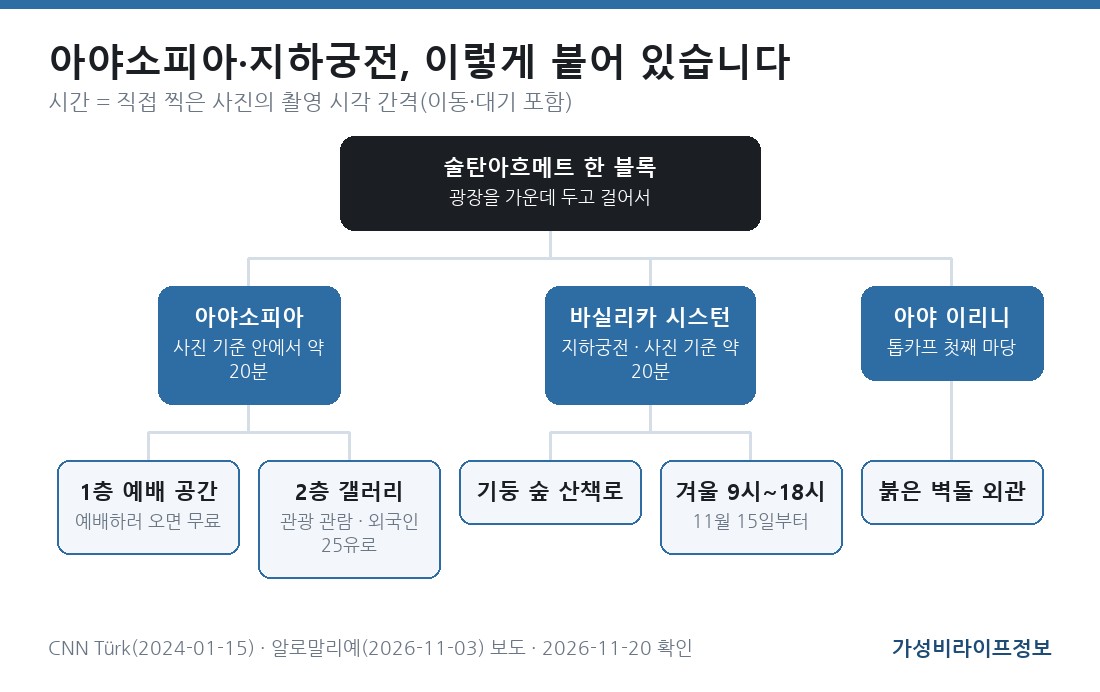 아야소피아·지하궁전, 이렇게 붙어 있습니다
시간 = 직접 찍은 사진의 촬영 시각 간격(이동·대기 포함)
술탄아흐메트 한 블록
광장을 가운데 두고 걸어서
아야소피아
사진 기준 안에서 약
20분
바실리카 시스턴
지하궁전 · 사진 기준 약
20분
아야 이리니
톱카프 첫째 마당
1층 예배 공간
예배하러 오면 무료
2층 갤러리
관광 관람 · 외국인
25유로
기둥 숲 산책로
겨울 9시~18시
11월 15일부터
붉은 벽돌 외관
CNN Türk(2024-01-15) · 알로말리예(2026-11-03) 보도 · 2026-11-20 확인
가성비라이프정보